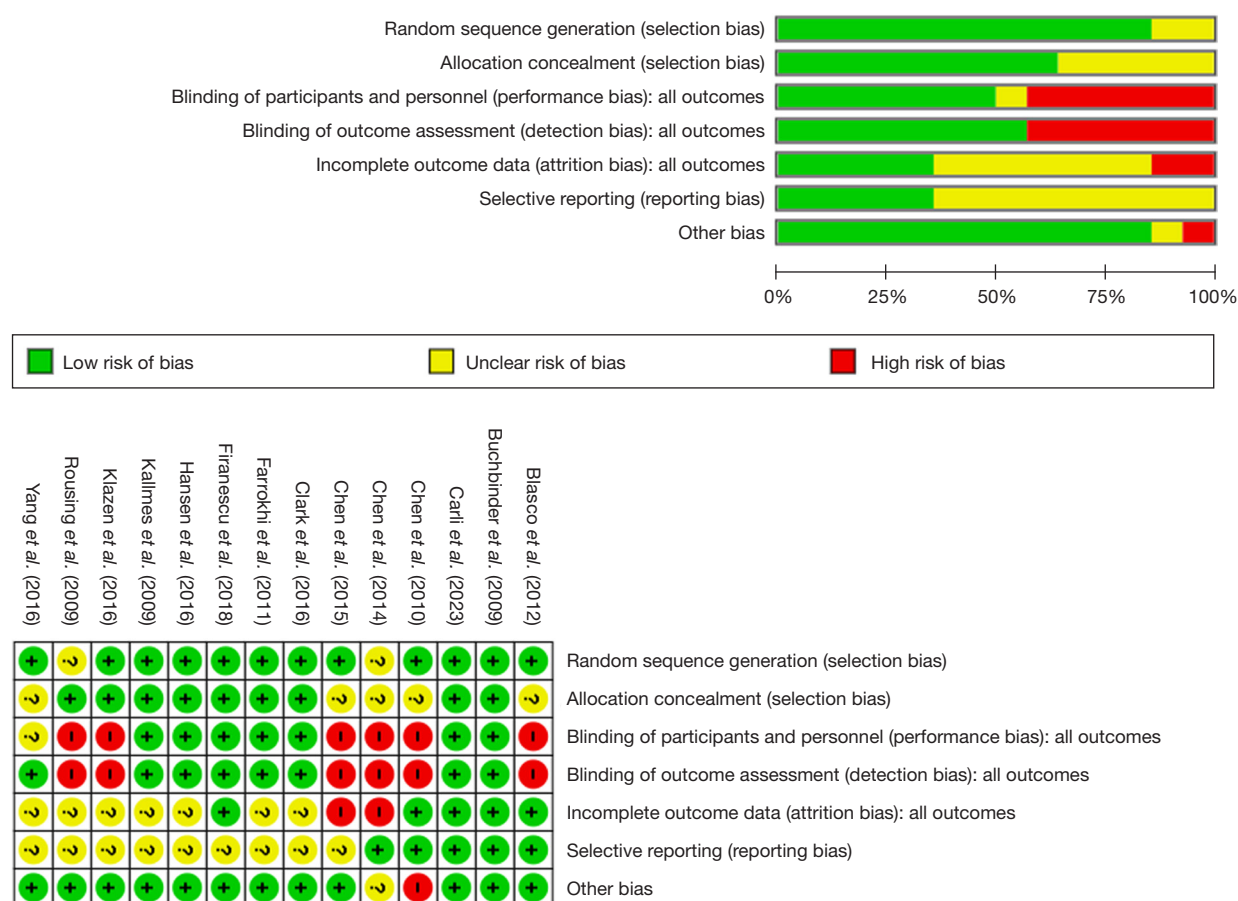 Random sequence generation (selection bias)
Allocation concealment (selection bias)
Blinding of participants and personnel (performance bias): all outcomes
Blinding of outcome assessment (detection bias): all outcomes
Incomplete outcome data (attrition bias): all outcomes
Selective reporting (reporting bias)
Other bias
0% 25% 50% 75% 100%
Low risk of bias Unclear risk of bias High risk of bias
Yang et al. (2016)
Rousing et al. (2009)
Klazen et al. (2016)
Kallmes et al. (2009)
Hansen et al. (2016)
Firanescu et al. (2018)
Farrokhi et al. (2011)
Clark et al. (2016)
Chen et al. (2015)
Chen et al. (2014)
Chen et al. (2010)
Carli et al. (2023)
Buchbinder et al. (2009)
Blasco et al. (2012)
+ ? + + + + + + + ? + + + + Random sequence generation (selection bias)
? + + + + + + + ? ? ? + + ? Allocation concealment (selection bias)
? − − + + + + + − − − + + − Blinding of participants and personnel (performance bias): all outcomes
+ − − + + + + + − − − + + − Blinding of outcome assessment (detection bias): all outcomes
? ? ? ? ? + ? ? − − + + + + Incomplete outcome data (attrition bias): all outcomes
? ? ? ? ? ? ? ? ? + + + + + Selective reporting (reporting bias)
+ + + + + + + + + ? − + + + Other bias